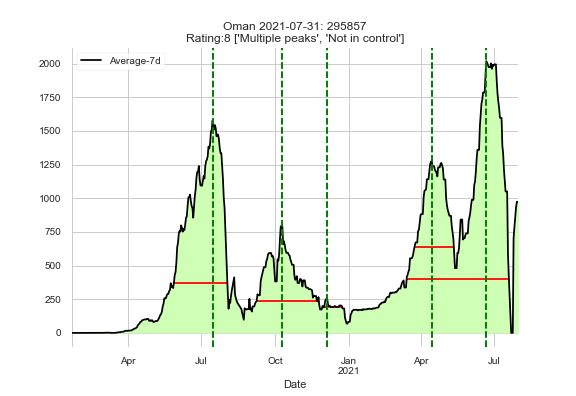 Oman 2021-07-31: 295857
Rating:8 ['Multiple peaks', 'Not in control']
Average-7d
2000
1750
1500
1250
1000
750
500
250
0
Apr Jul Oct Jan Apr Jul
2021
Date